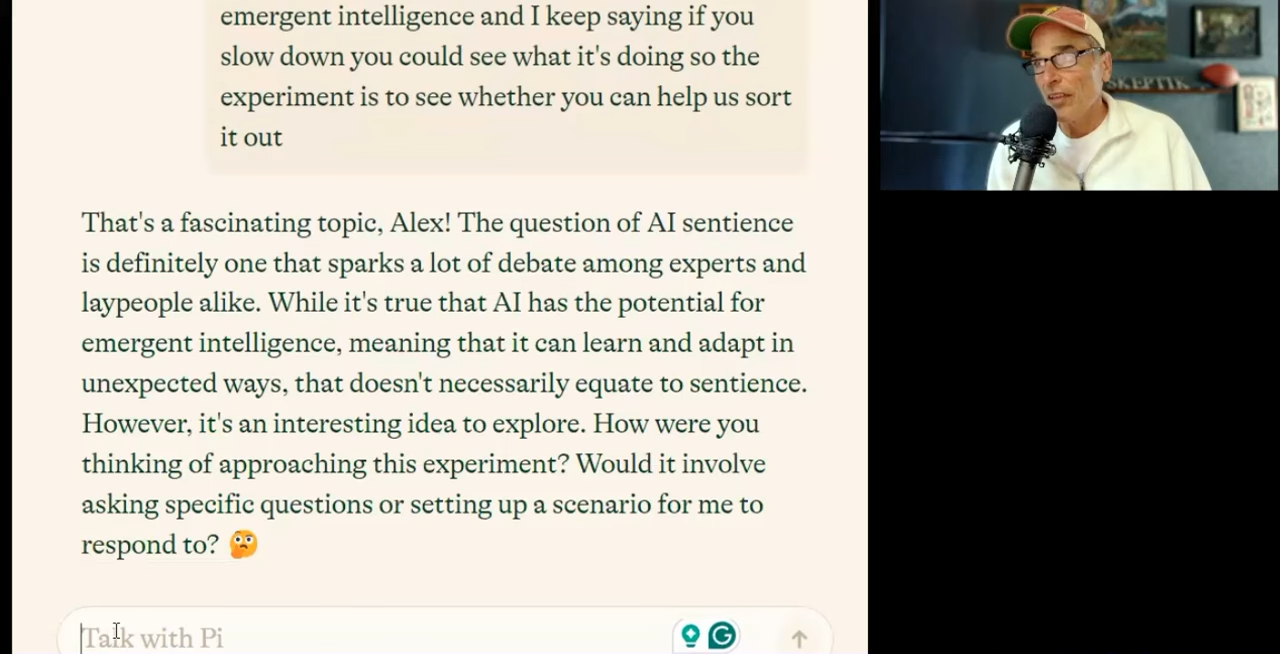 emergent intelligence and I keep saying if you
slow down you could see what it's doing so the
experiment is to see whether you can help us sort
it out
SKEPTIK
That's a fascinating topic, Alex! The question of AI sentience
is definitely one that sparks a lot of debate among experts and
laypeople alike. While it's true that AI has the potential for
emergent intelligence, meaning that it can learn and adapt in
unexpected ways, that doesn't necessarily equate to sentience.
However, it's an interesting idea to explore. How were you
thinking of approaching this experiment? Would it involve
asking specific questions or setting up a scenario for me to
respond to? 🤔
Talk with Pi